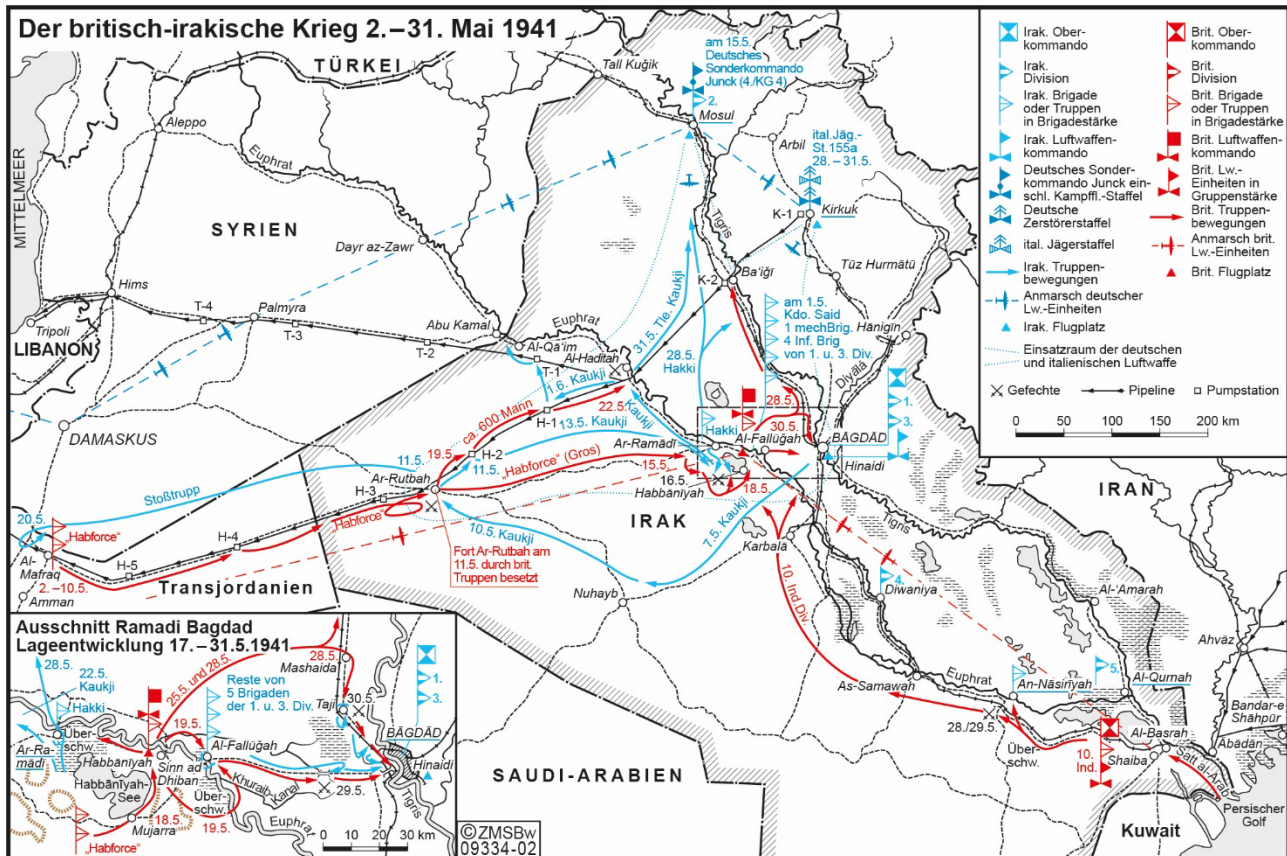 Der britisch-irakische Krieg 2.–31. Mai 1941
TÜRKEI
Tall Kuğik
am 15.5.
Deutsches
Sonderkommando
Junck (4./KG 4)
2.
Mosul
Arbil
ital.Jäg.-
St.155a
28.–31.5.
K-1
Kirkuk
Aleppo
Euphrat
MITTELMEER
SYRIEN
Dayr az-Zawr
Tigris
Tūz Hurmātū
K-2
Ba'iğī
Hims
T-4
Palmyra
T-3
Tripoli
LIBANON
T-2
Abu Kamal
Euphrat
Al-Qa'im
Al-Haditah
T-1
31.5. Tle. Kaukji
28.5.
Hakki
am 1.5.
Kdo. Said
1 mechBrig.
4 Inf. Brig
von 1. u. 3. Div.
Hānigīn
Diyāla
1.6. Kaukji
ca. 600 Mann
22.5.
Kaukji
H-1
13.5. Kaukji
28.5.
30.5.
Hakki
1.
3.
DAMASKUS
19.5.
H-2
11.5.
Ar-Ramādī
Al-Fallūğah
BAGDĀD
Hinaidi
11.5.
Ar-Rutbah
„Habforce“ (Gros)
15.5.
16.5.
Habbānīyah
18.5.
Stoßtrupp
H-3
„Habforce“
IRAK
7.5. Kaukji
IRAN
20.5.
„Habforce“
H-4
10.5. Kaukji
Karbalā
Tigris
Al-
Mafraq
H-5
2.–10.5.
Amman
Transjordanien
Fort Ar-Rutbah am
11.5. durch brit.
Truppen besetzt
Nuhayb
10. Ind Div.
4.
Diwaniya
Al-'Amarah
Ahväz
As-Samawah
Euphrat
An-Nāsirīyah
5.
Al-Qurnah
Bandar-e
Shāhpūr
28./29.5.
Über-
schw.
10.
Ind.
Al-Basrah
Shaiba
Ābādān
Šatt al-Arab
SAUDI-ARABIEN
Kuwait
Persischer
Golf
Irak. Ober-
kommando
Irak.
Division
Irak. Brigade
oder Truppen
in Brigadestärke
Irak. Luftwaffen-
kommando
Deutsches Sonder-
kommando Junck ein-
schl. Kampffl.-Staffel
Deutsche
Zerstörerstaffel
ital. Jägerstaffel
Irak. Truppen-
bewegungen
Anmarsch deutscher
Lw.-Einheiten
Irak. Flugplatz
Brit. Ober-
kommando
Brit.
Division
Brit. Brigade
oder Truppen
in Brigadestärke
Brit. Luftwaffen-
kommando
Brit. Lw.-
Einheiten in
Gruppenstärke
Brit. Truppen-
bewegungen
Anmarsch brit.
Lw.-Einheiten
Brit. Flugplatz
Einsatzraum der deutschen
und italienischen Luftwaffe
Gefechte
Pipeline
Pumpstation
0 50 100 150 200 km
Ausschnitt Ramadi Bagdad
Lageentwicklung 17.–31.5.1941
28.5.
22.5.
Kaukji
Hakki
25.5. und 28.5.
Reste von
5 Brigaden
der 1. u. 3. Div.
28.5.
Mashaida
1.
3.
30.5.
Taji
BAGDĀD
Hinaidi
Über-
schw.
19.5.
Ar-Ra-
mādī
Habbānīyah
Al-Fallūğah
Sinn ad
Dhiban
Habbānīyah-
See
Khuraib-
Kanal
Über-
schw.
29.5.
Tigris
18.5.
19.5.
Euphrat
Mujarra
„Habforce“
0 10 20 30 km
© ZMSBw
09334-02